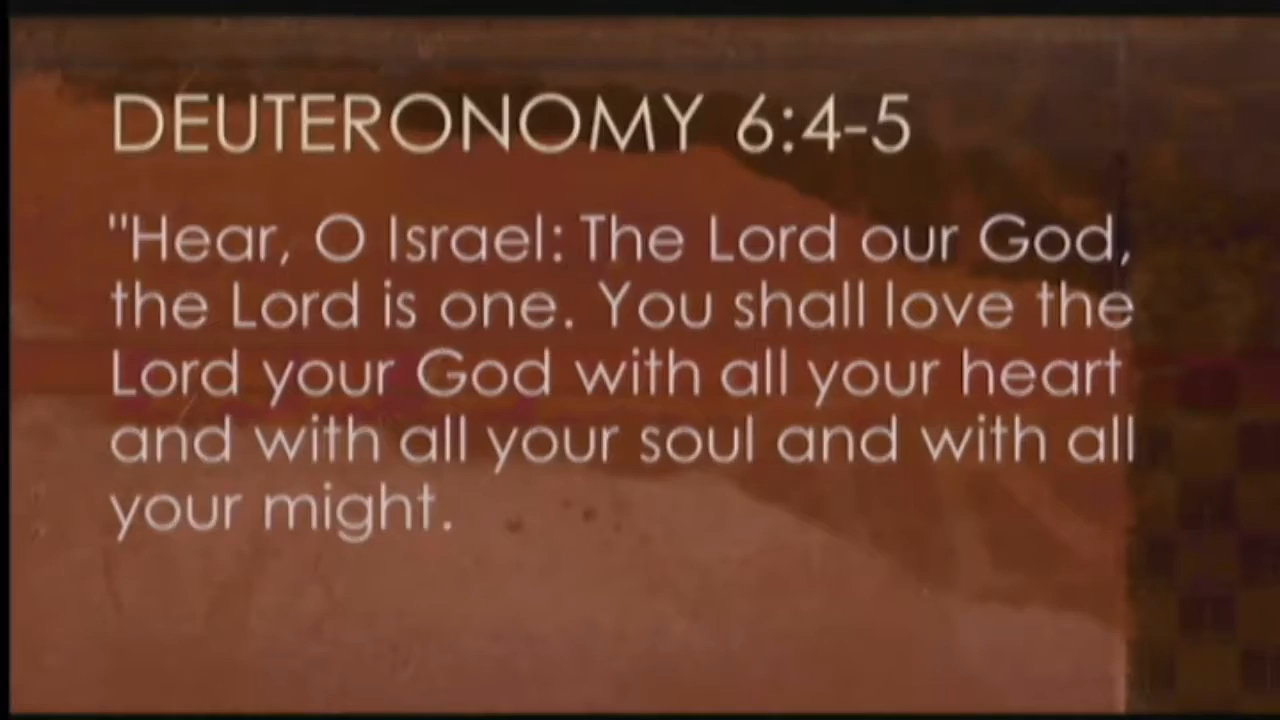 DEUTERONOMY 6:4-5
"Hear, O Israel: The Lord our God,
the Lord is one. You shall love the
Lord your God with all your heart
and with all your soul and with all
your might.